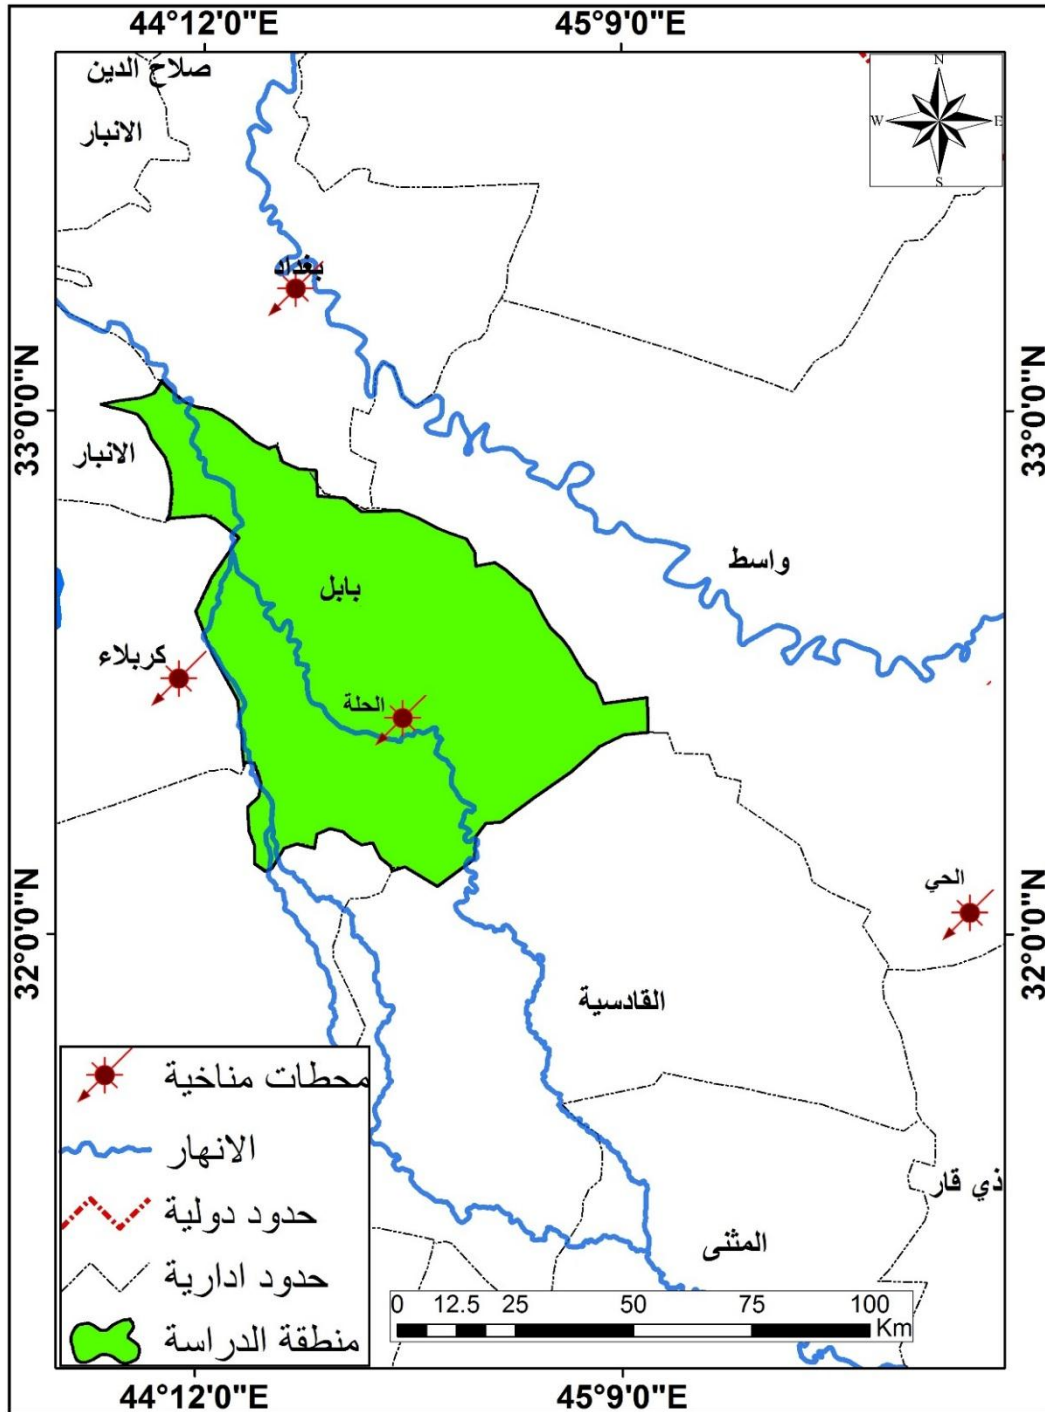 44°12'0"E
45°9'0"E
صلاح الدين
الانبار
N
W
E
S
بغداد
33°0'0"N
33°0'0"N
الانبار
واسط
بابل
كربلاء
الحلة
الحي
32°0'0"N
32°0'0"N
القادسية
محطات مناخية
الانهار
حدود دولية
حدود ادارية
منطقة الدراسة
ذي قار
المثنى
0 12.5 25 50 75 100
Km
44°12'0"E
45°9'0"E